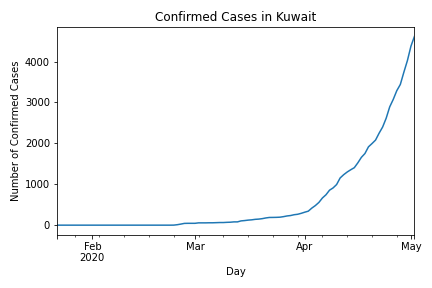 Confirmed Cases in Kuwait
Number of Confirmed Cases
4000
3000
2000
1000
0
Feb
2020
Mar
Apr
May
Day